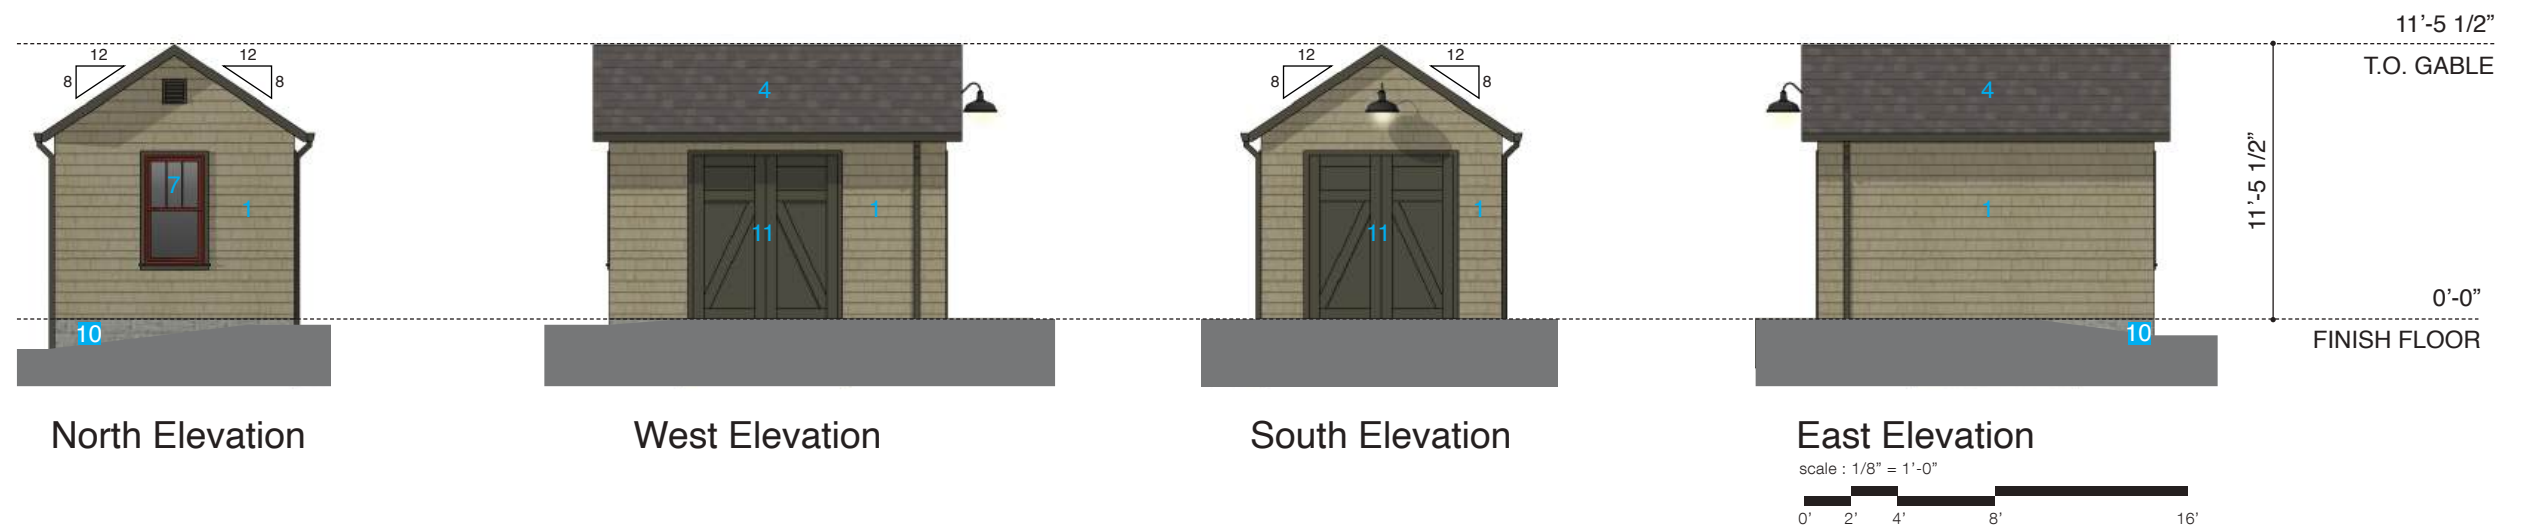 11’-5 1/2”
T.O. GABLE
12 12
8 8
7
1
10
4
11
1
12 12
8 8
11
1
4
1
10
11’-5 1/2”
0’-0”
FINISH FLOOR
North Elevation
West Elevation
South Elevation
East Elevation
scale : 1/8” = 1’-0”
0’ 2’ 4’ 8’ 16’